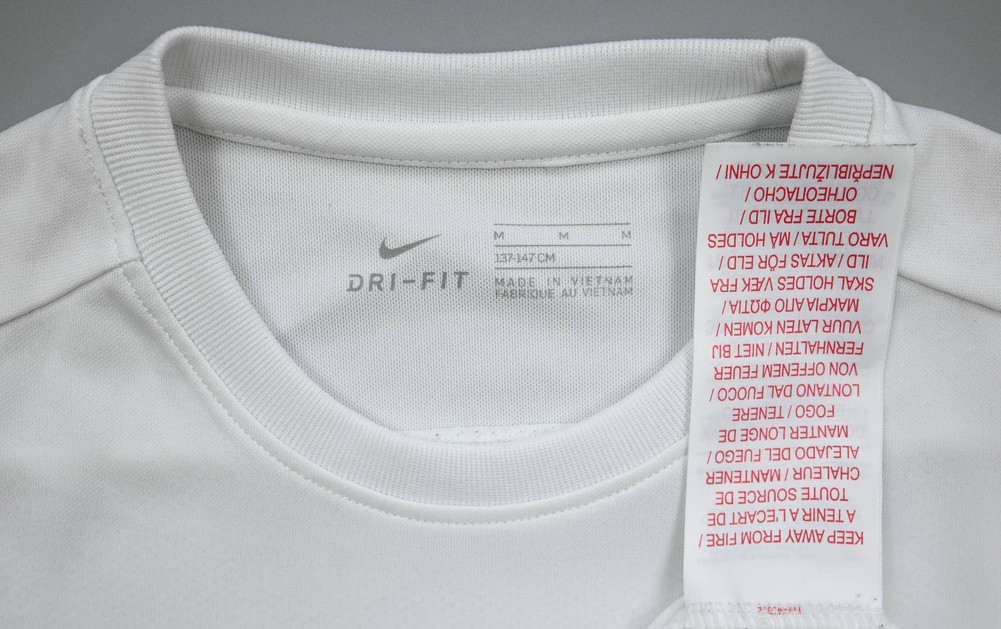 DRI-FIT
M M M
137-147 CM
MADE IN VIETNAM
FABRIQUE AU VIETNAM
KEEP AWAY FROM FIRE /
A TENIR A L'ECART DE
TOUTE SOURCE DE
CHALEUR / MANTENER
ALEJADO DEL FUEGO /
MANTER LONGE DE
FOGO / TENERE
LONTANO DAL FUOCO /
VON OFFENEM FEUER
FERNHALTEN / NIET BIJ
VUUR LATEN KOMEN /
ΜΑΚΡΙΑ ΑΠΟ ΦΩΤΙΑ /
SKAL HOLDES VÆK FRA
ILD / AKTAS FÖR ELD /
VARO TULTA / MÅ HOLDES
BORTE FRA ILD /
ОГНЕОПАСНО /
NEPŘIBLIŽUJTE K OHNI /